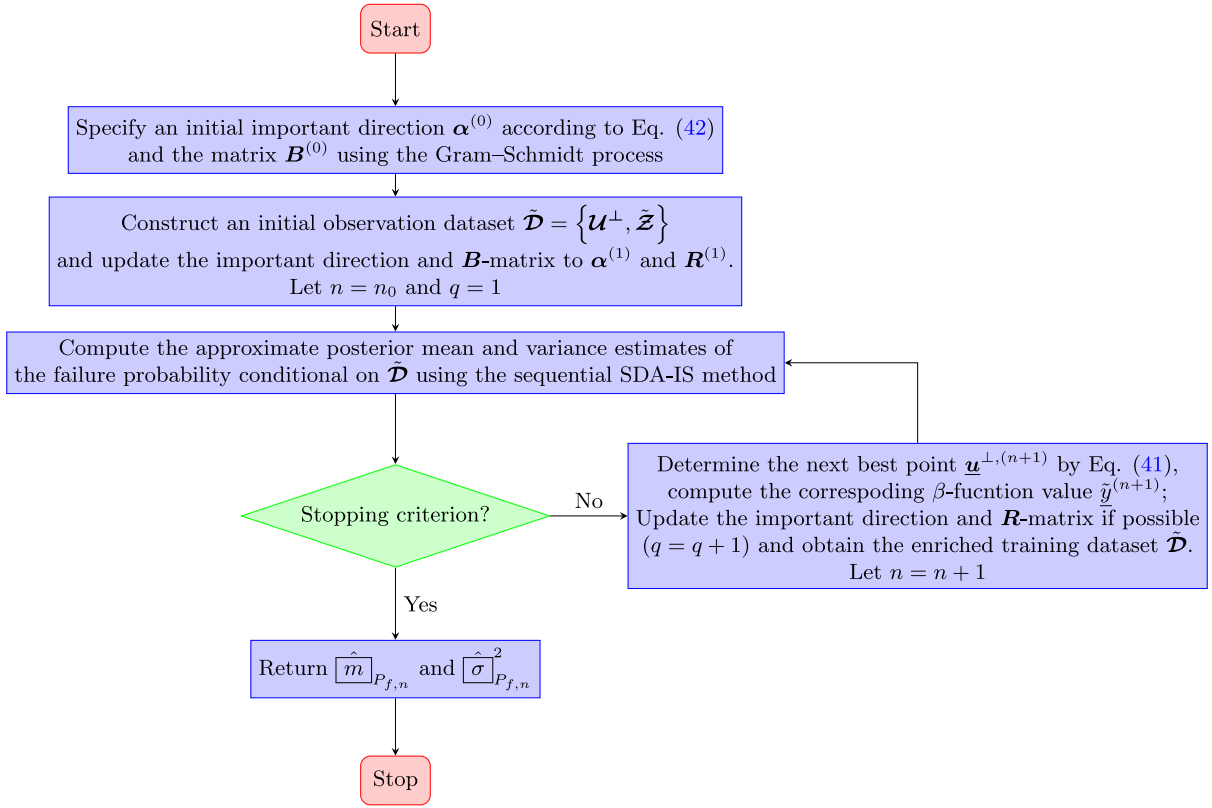 Start
Specify an initial important direction 𝜶⁽⁰⁾ according to Eq. (42)
and the matrix 𝑩⁽⁰⁾ using the Gram–Schmidt process
Construct an initial observation dataset 𝓓̃ = {𝓤^⊥, 𝓩̃}
and update the important direction and 𝑩-matrix to 𝜶⁽¹⁾ and 𝑹⁽¹⁾.
Let n = n₀ and q = 1
Compute the approximate posterior mean and variance estimates of
the failure probability conditional on 𝓓̃ using the sequential SDA-IS method
Stopping criterion?
No
Determine the next best point 𝒖̲^{⊥,(n+1)} by Eq. (41),
compute the correspoding β-fucntion value ỹ̲^{(n+1)};
Update the important direction and 𝑹-matrix if possible
(q = q + 1) and obtain the enriched training dataset 𝓓̃.
Let n = n + 1
Yes
Return m̂_{P_{f,n}} and σ̂²_{P_{f,n}}
Stop